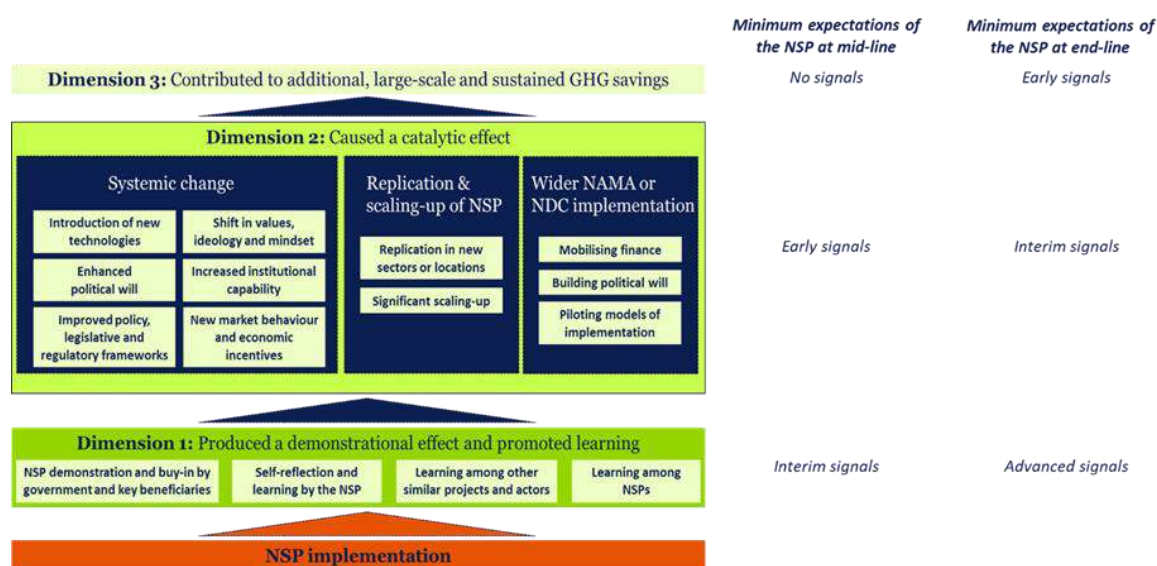 Minimum expectations of
the NSP at mid-line
Minimum expectations of
the NSP at end-line
Dimension 3: Contributed to additional, large-scale and sustained GHG savings
No signals
Early signals
Dimension 2: Caused a catalytic effect
Systemic change
Introduction of new
technologies
Shift in values,
ideology and mindset
Enhanced
political will
Increased institutional
capability
Improved policy,
legislative and
regulatory frameworks
New market behaviour
and economic
incentives
Replication &
scaling-up of NSP
Replication in new
sectors or locations
Significant scaling-up
Wider NAMA or
NDC implementation
Mobilising finance
Building political will
Piloting models of
implementation
Early signals
Interim signals
Dimension 1: Produced a demonstrational effect and promoted learning
NSP demonstration and buy-in by
government and key beneficiaries
Self-reflection and
learning by the NSP
Learning among other
similar projects and actors
Learning among
NSPs
Interim signals
Advanced signals
NSP implementation